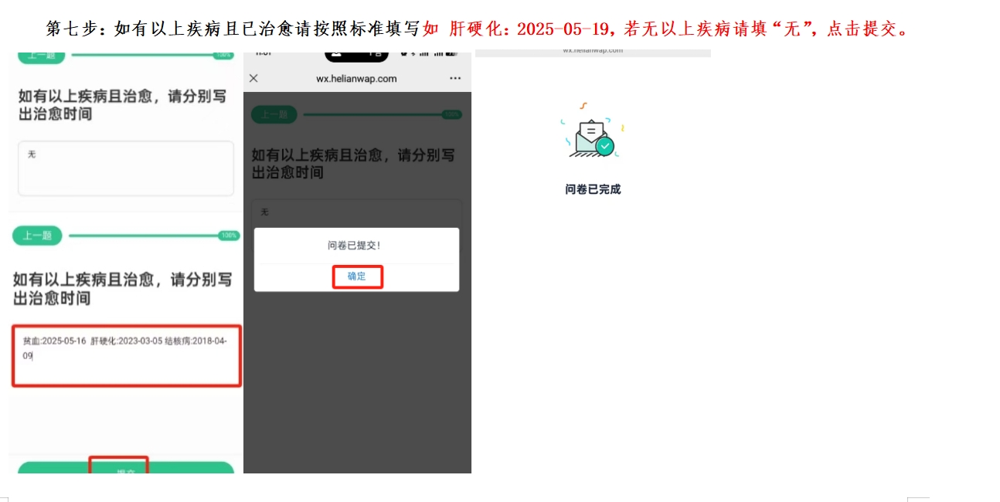 第七步：如有以上疾病且已治愈请按照标准填写如 肝硬化：2025-05-19，若无以上疾病请填“无”，点击提交。
上一题
100%
如有以上疾病且治愈，请分别写
出治愈时间
无
上一题
100%
如有以上疾病且治愈，请分别写
出治愈时间
贫血:2025-05-16 肝硬化:2023-03-05 结核病:2018-04-
09
提交
wx.helianwap.com
上一题
100%
如有以上疾病且治愈，请分别写
出治愈时间
无
问卷已提交！
确定
wx.helianwap.com
问卷已完成